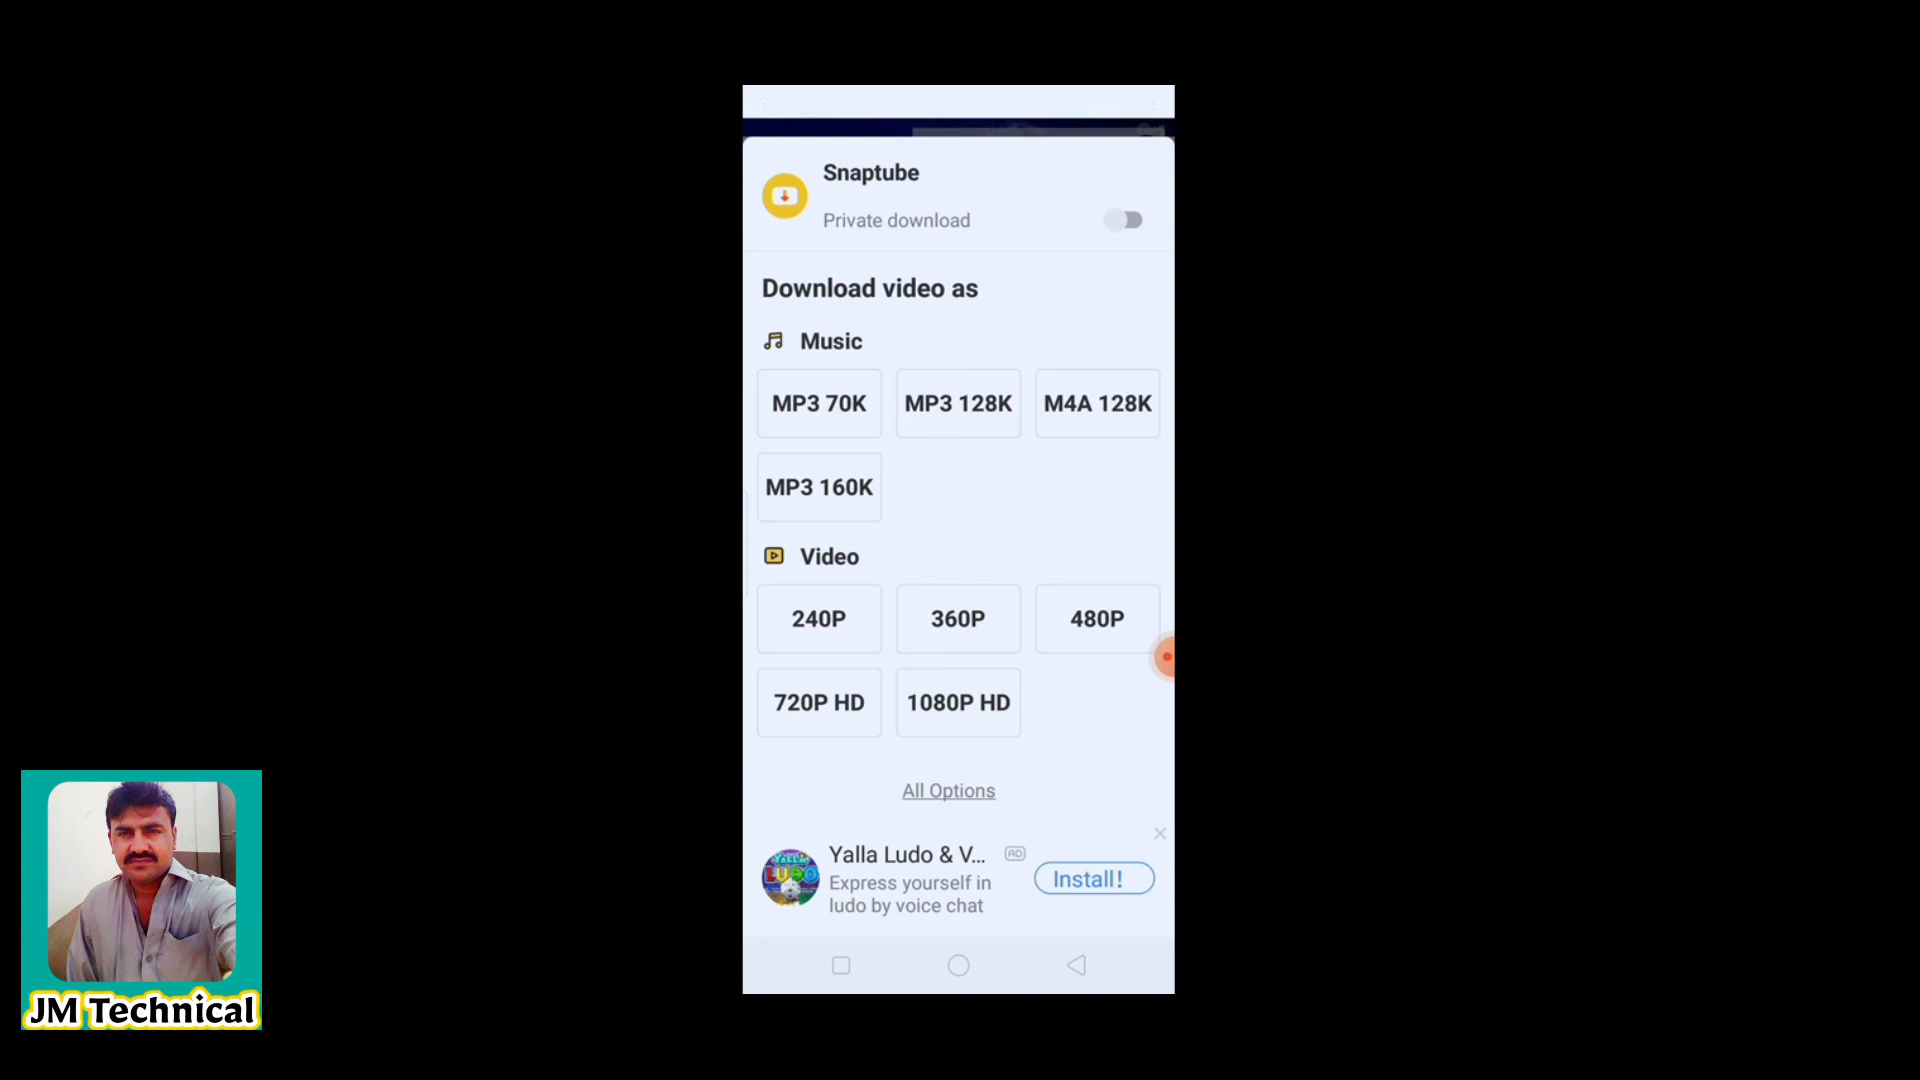 Snaptube
Private download
Download video as
Music
MP3 70K
MP3 128K
M4A 128K
MP3 160K
Video
240P
360P
480P
720P HD
1080P HD
All Options
Yalla Ludo & V...
AD
Express yourself in
ludo by voice chat
Install!
YALLA
LUDO
JM Technical